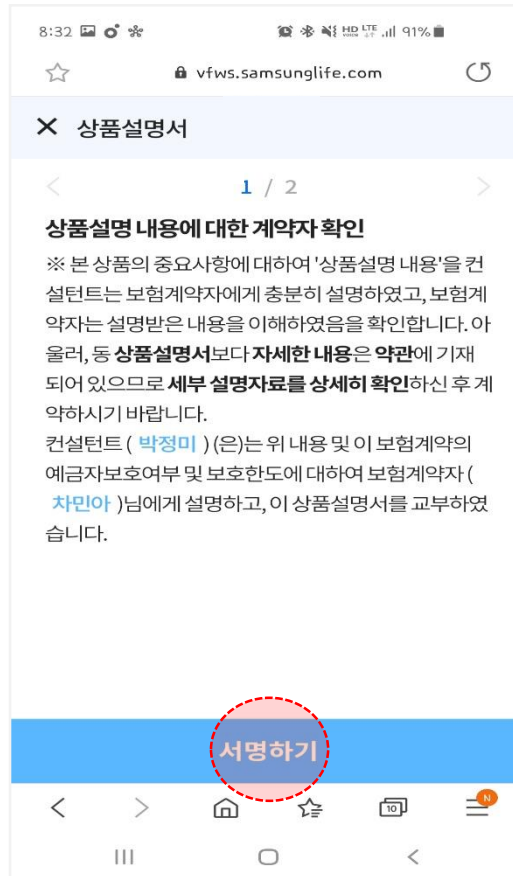 8:32 HD LTE 91%
vfws.samsunglife.com
상품설명서
1 / 2
상품설명 내용에 대한 계약자 확인
※ 본 상품의 중요사항에 대하여 '상품설명 내용'을 컨
설턴트는 보험계약자에게 충분히 설명하였고, 보험계
약자는 설명받은 내용을 이해하였음을 확인합니다. 아
울러, 동 상품설명서보다 자세한 내용은 약관에 기재
되어 있으므로 세부 설명자료를 상세히 확인하신 후 계
약하시기 바랍니다.
컨설턴트 ( 박정미 ) (은)는 위 내용 및 이 보험계약의
예금자보호여부 및 보호한도에 대하여 보험계약자 (
차민아 )님에게 설명하고, 이 상품설명서를 교부하였
습니다.
서명하기
10 N